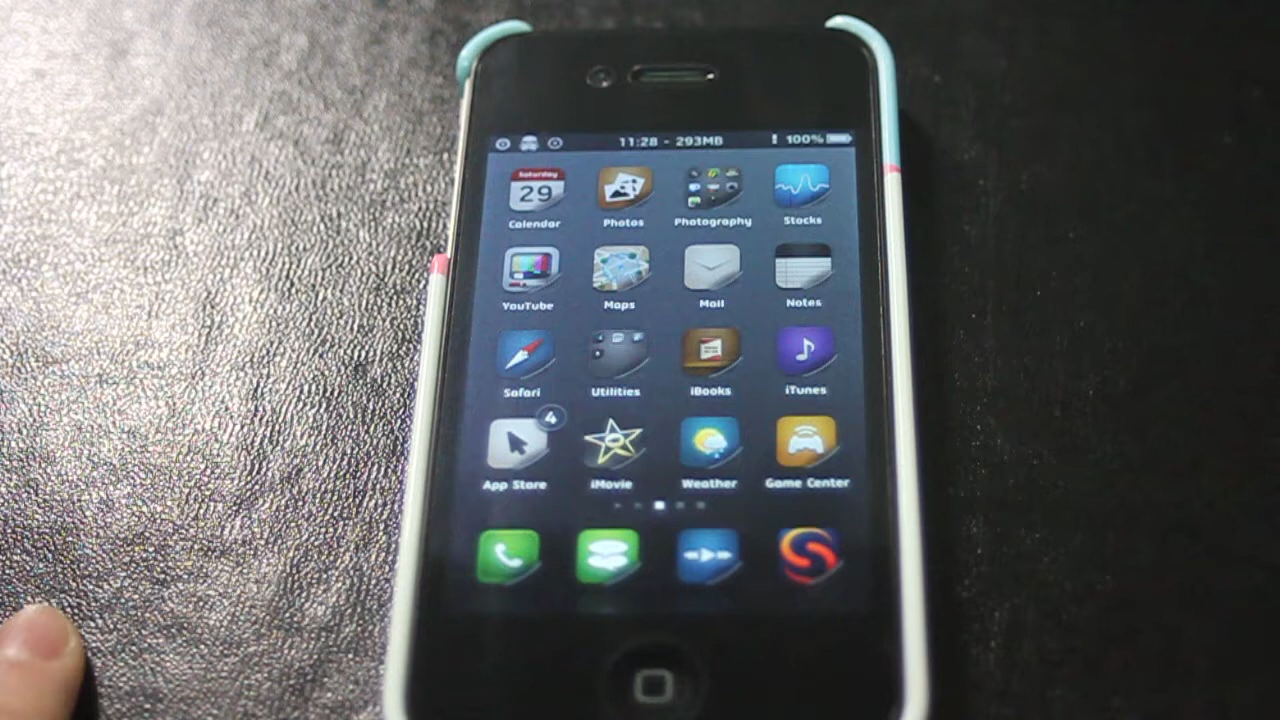 11:28 - 293MB 100%
Saturday
29
Calendar Photos Photography Stocks
YouTube Maps Mail Notes
Safari Utilities iBooks iTunes
4
App Store iMovie Weather Game Center